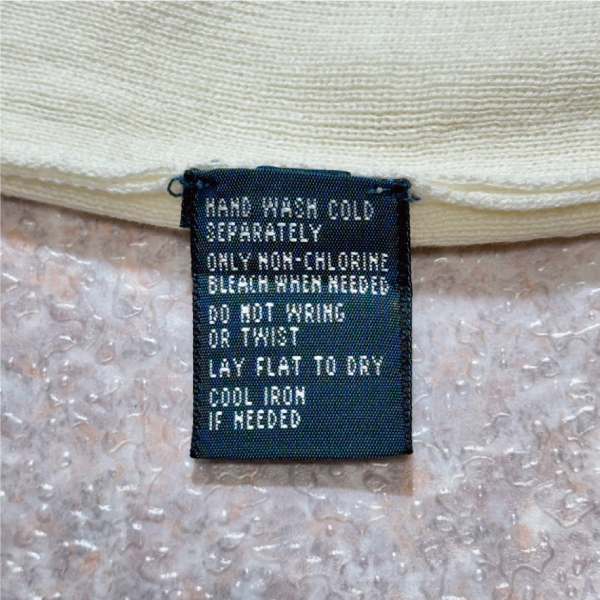 HAND WASH COLD
SEPARATELY
ONLY NON-CHLORINE
BLEACH WHEN NEEDED
DO NOT WRING
OR TWIST
LAY FLAT TO DRY
COOL IRON
IF NEEDED